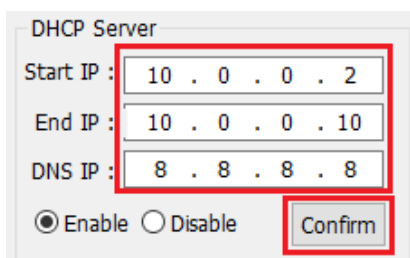 DHCP Server
Start IP : 10 . 0 . 0 . 2
End IP : 10 . 0 . 0 . 10
DNS IP : 8 . 8 . 8 . 8
Enable Disable Confirm